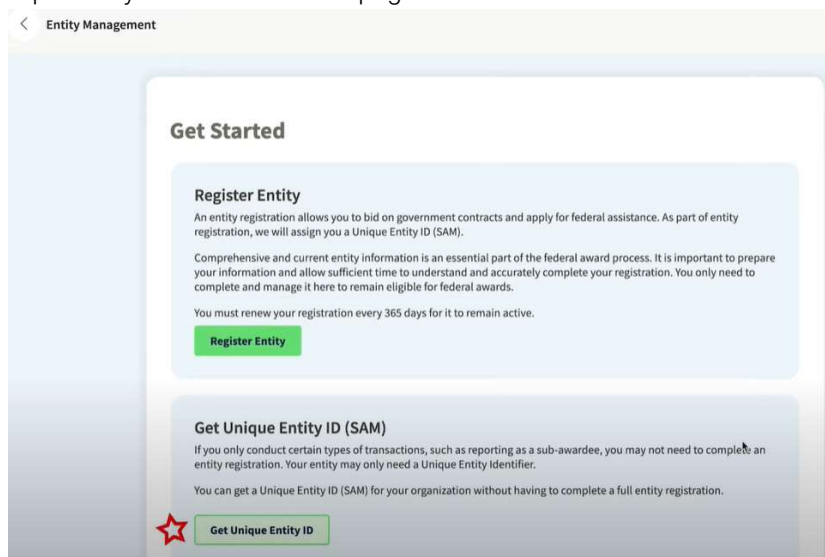 Entity Management
Get Started
Register Entity
An entity registration allows you to bid on government contracts and apply for federal assistance. As part of entity
registration, we will assign you a Unique Entity ID (SAM).
Comprehensive and current entity information is an essential part of the federal award process. It is important to prepare
your information and allow sufficient time to understand and accurately complete your registration. You only need to
complete and manage it here to remain eligible for federal awards.
You must renew your registration every 365 days for it to remain active.
Register Entity
Get Unique Entity ID (SAM)
If you only conduct certain types of transactions, such as reporting as a sub-awardee, you may not need to complete an
entity registration. Your entity may only need a Unique Entity Identifier.
You can get a Unique Entity ID (SAM) for your organization without having to complete a full entity registration.
Get Unique Entity ID